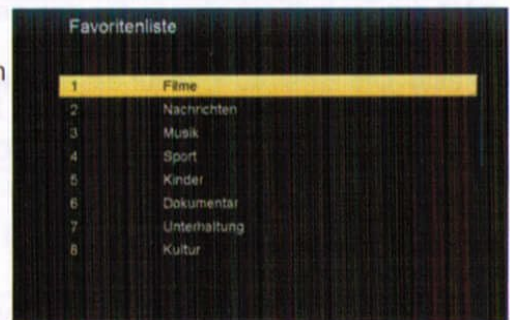 Favoritenliste
n
1 Filme
2 Nachrichten
3 Musik
4 Sport
5 Kinder
6 Dokumentar
7 Unterhaltung
8 Kultur